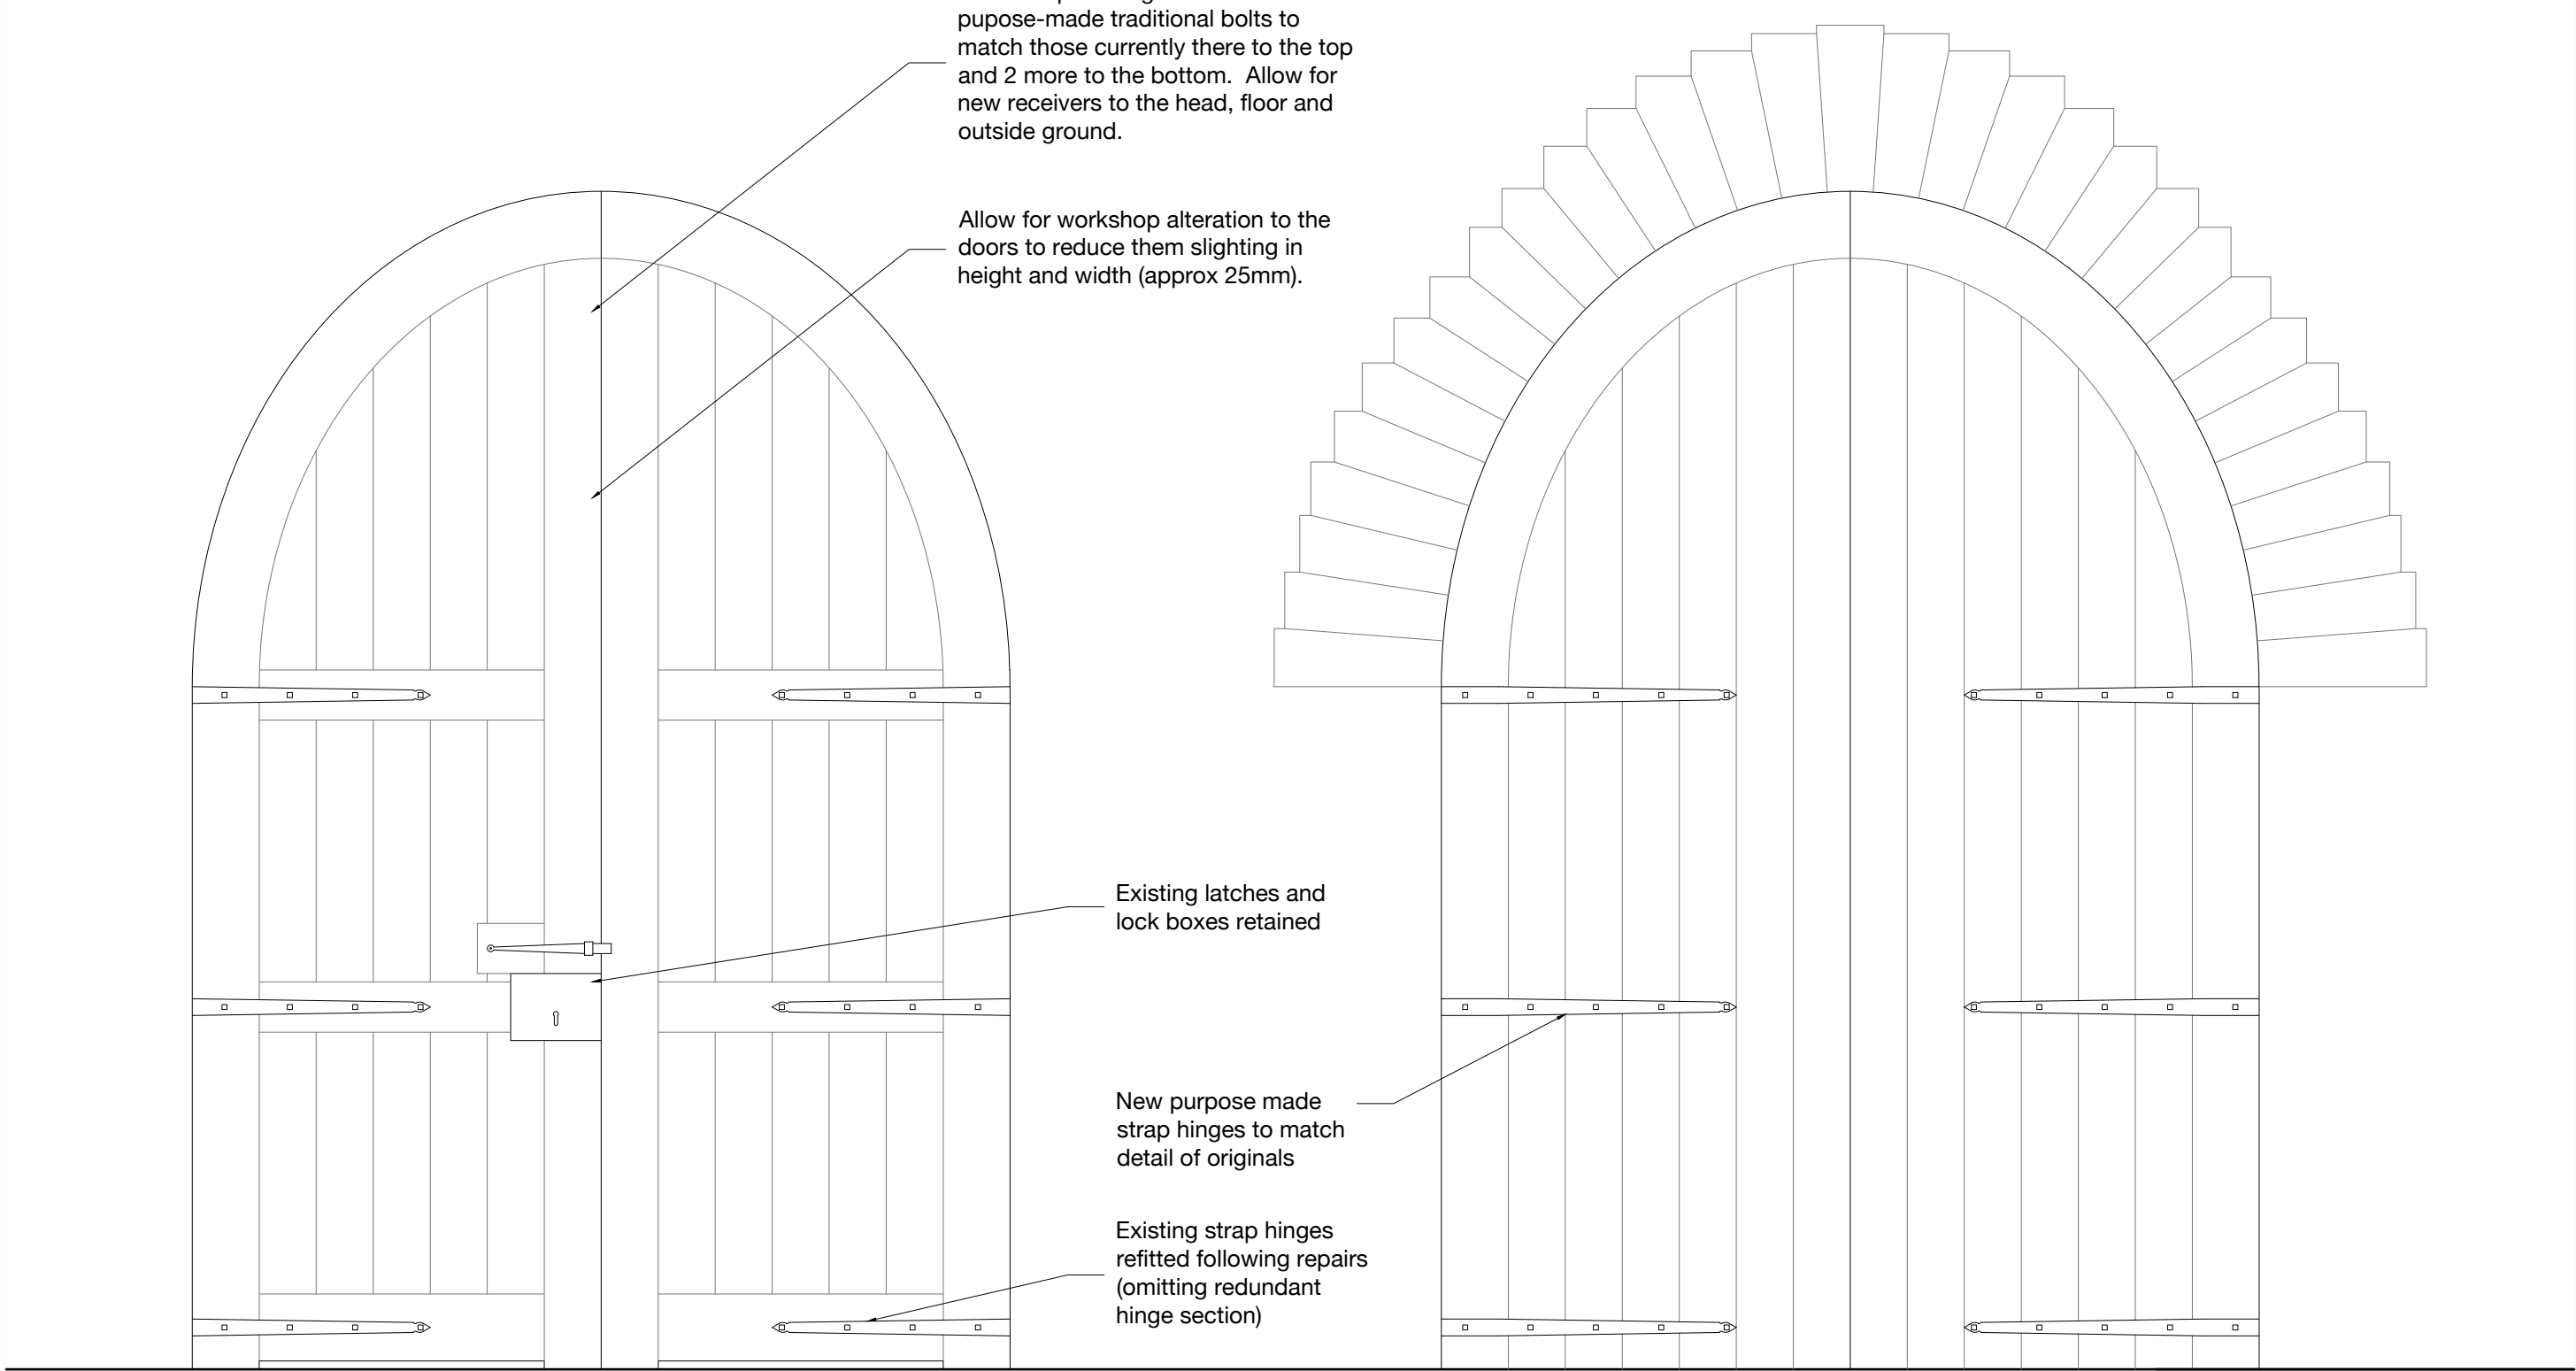 pupose-made traditional bolts to
match those currently there to the top
and 2 more to the bottom.  Allow for
new receivers to the head, floor and
outside ground.
Allow for workshop alteration to the
doors to reduce them slighting in
height and width (approx 25mm).
Existing latches and
lock boxes retained
New purpose made
strap hinges to match
detail of originals
Existing strap hinges
refitted following repairs
(omitting redundant
hinge section)